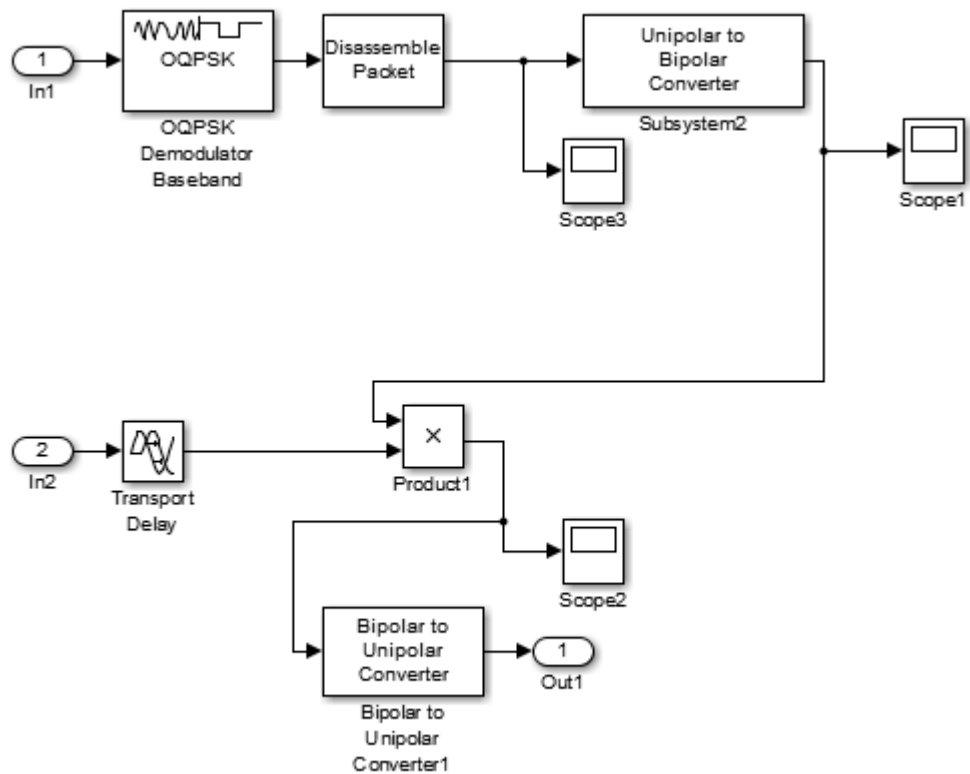 1
In1
OQPSK
OQPSK
Demodulator
Baseband
Disassemble
Packet
Unipolar to
Bipolar
Converter
Subsystem2
Scope3
Scope1
2
In2
Transport
Delay
×
Product1
Scope2
Bipolar to
Unipolar
Converter
Bipolar to
Unipolar
Converter1
1
Out1